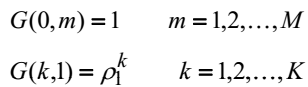 G(0,m) = 1 m = 1,2,…,M
G(k,1) = ρ₁ᵏ k = 1,2,…,K